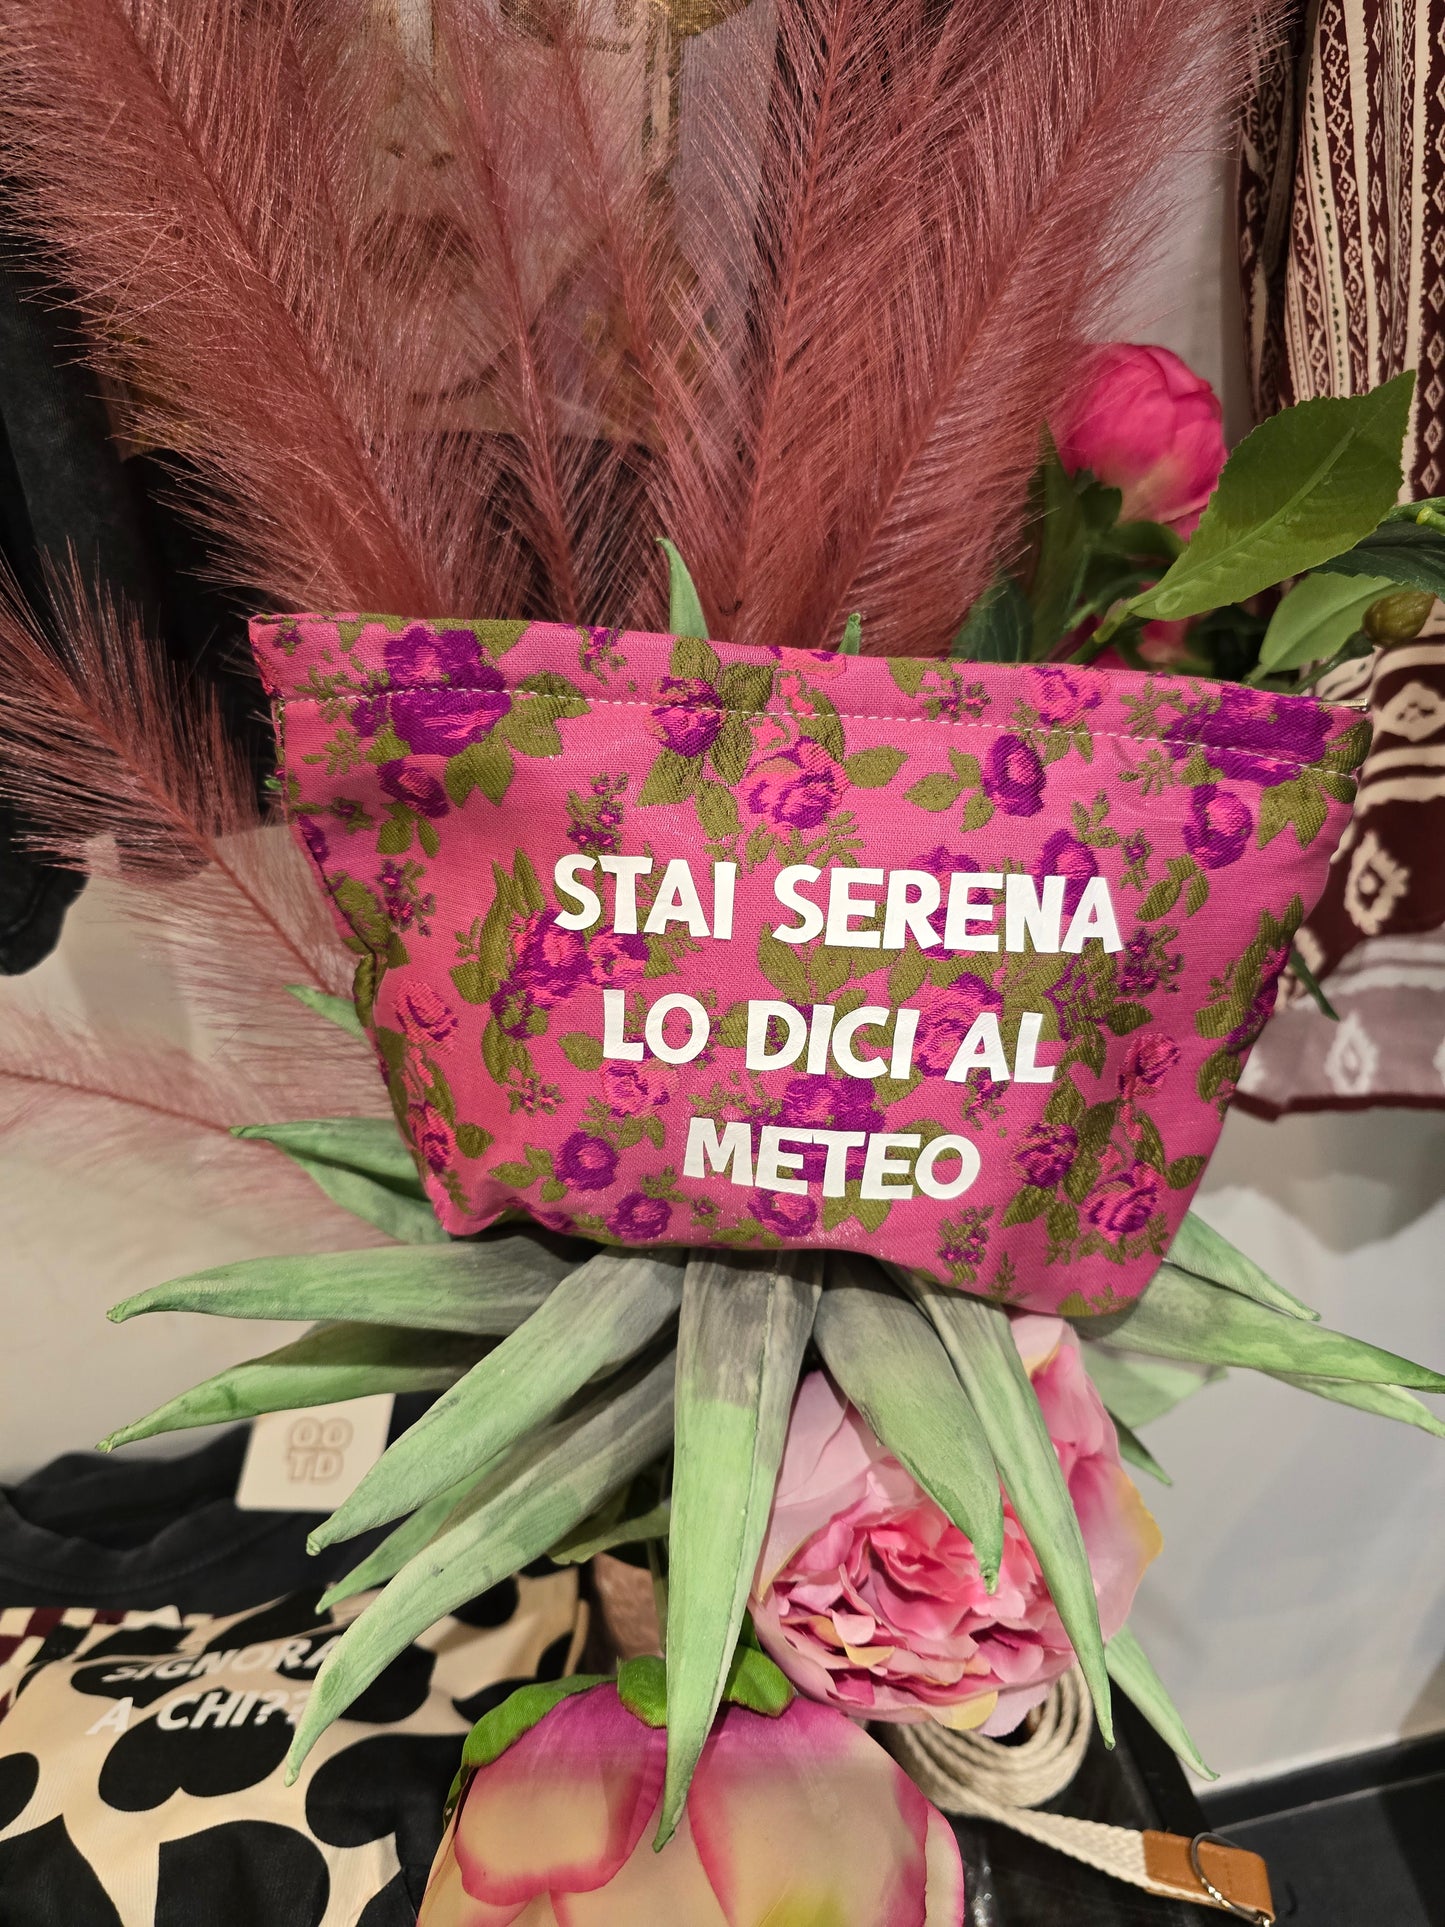 STAI SERENA
LO DICI AL
METEO
OO
TD
SIGNORA
A CHI??